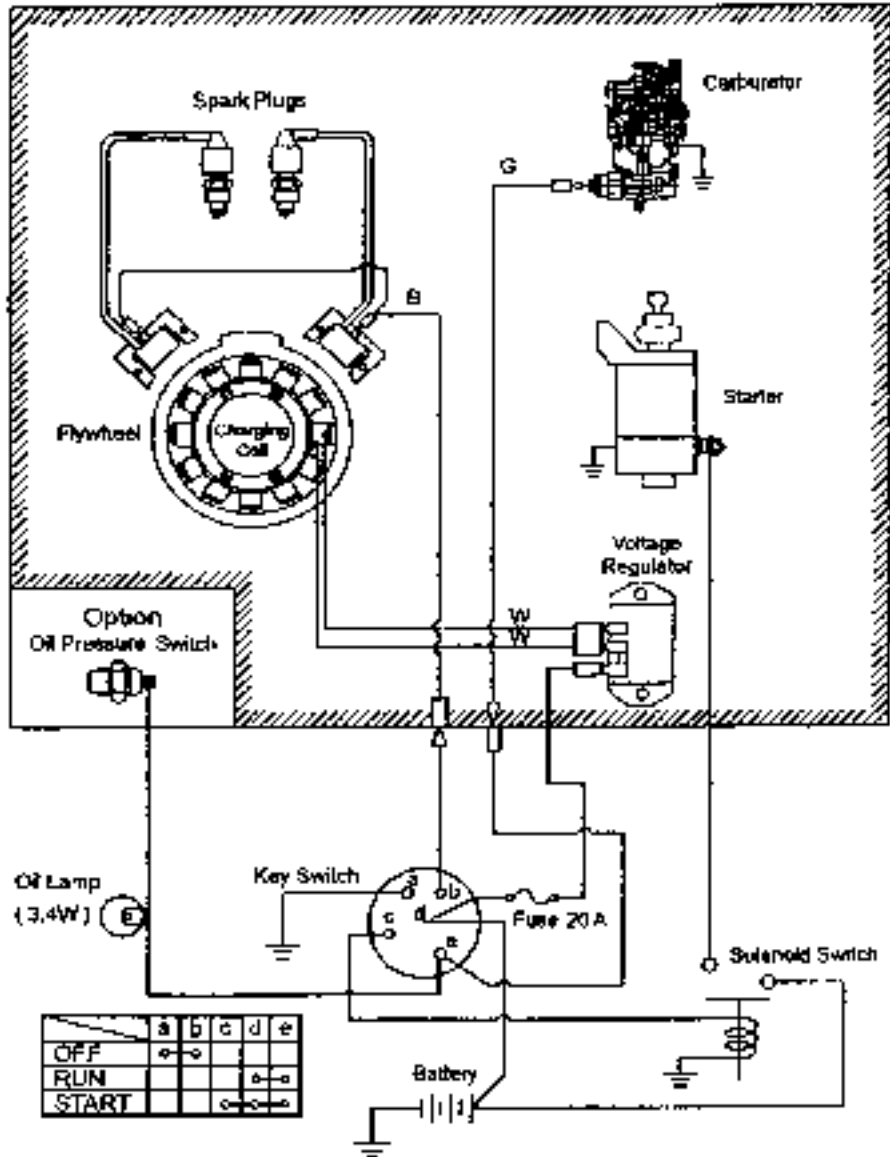 Spark Plugs
Carburator
G
B
Starter
Flywheel
Charging
Coil
Voltage
Regulator
W
W
Option
Oil Pressure Switch
Key Switch
a
b
c
d
e
Fuse 20A
Oil Lamp
(3.4W)
Solenoid Switch
Battery
a b c d e
OFF
RUN
START